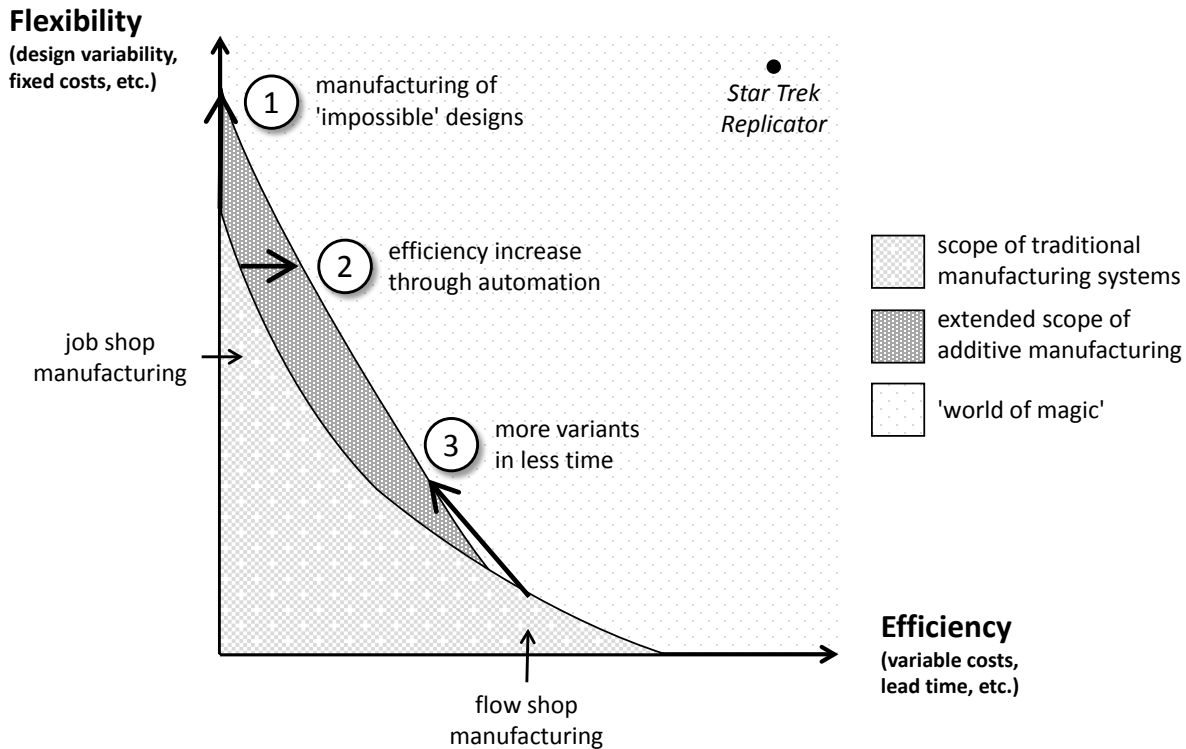 Flexibility
(design variability,
fixed costs, etc.)
1
manufacturing of
'impossible' designs
Star Trek
Replicator
2
efficiency increase
through automation
scope of traditional
manufacturing systems
extended scope of
additive manufacturing
'world of magic'
job shop
manufacturing
3
more variants
in less time
Efficiency
(variable costs,
lead time, etc.)
flow shop
manufacturing